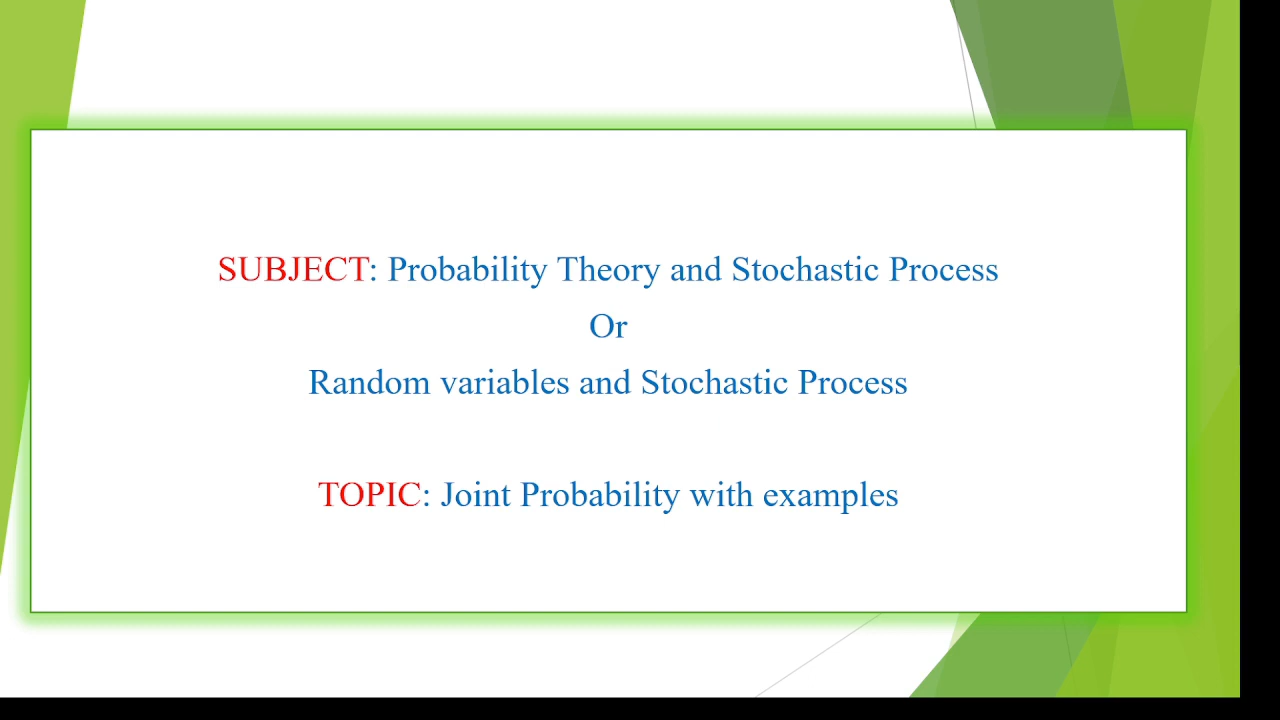 SUBJECT: Probability Theory and Stochastic Process
Or
Random variables and Stochastic Process
TOPIC: Joint Probability with examples